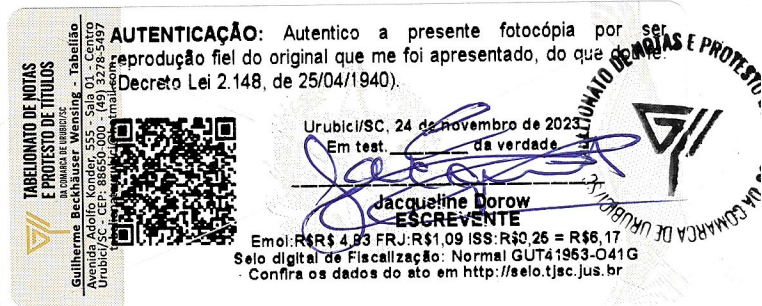 TABELIONATO DE NOTAS
E PROTESTO DE TÍTULOS
DA COMARCA DE URUBICI/SC
Guilherme Beckhäuser Wensing - Tabelião
Avenida Adolfo Konder, 555 - Sala 01 - Centro
Urubici/SC - CEP: 88650-000 - (49) 3278-5497
AUTENTICAÇÃO: Autentico a presente fotocópia por ser
reprodução fiel do original que me foi apresentado, do que dou fé.
(Decreto Lei 2.148, de 25/04/1940).
Urubici/SC, 24 de novembro de 2023
Em test. ________ da verdade
Jacqueline Dorow
ESCREVENTE
Emol:R$R$ 4,83 FRJ:R$1,09 ISS:R$0,25 = R$6,17
Selo digital de Fiscalização: Normal GUT41953-O41G
Confira os dados do ato em http://selo.tjsc.jus.br
DE NOTAS E PROTESTO
DA COMARCA DE URUBICI/SC